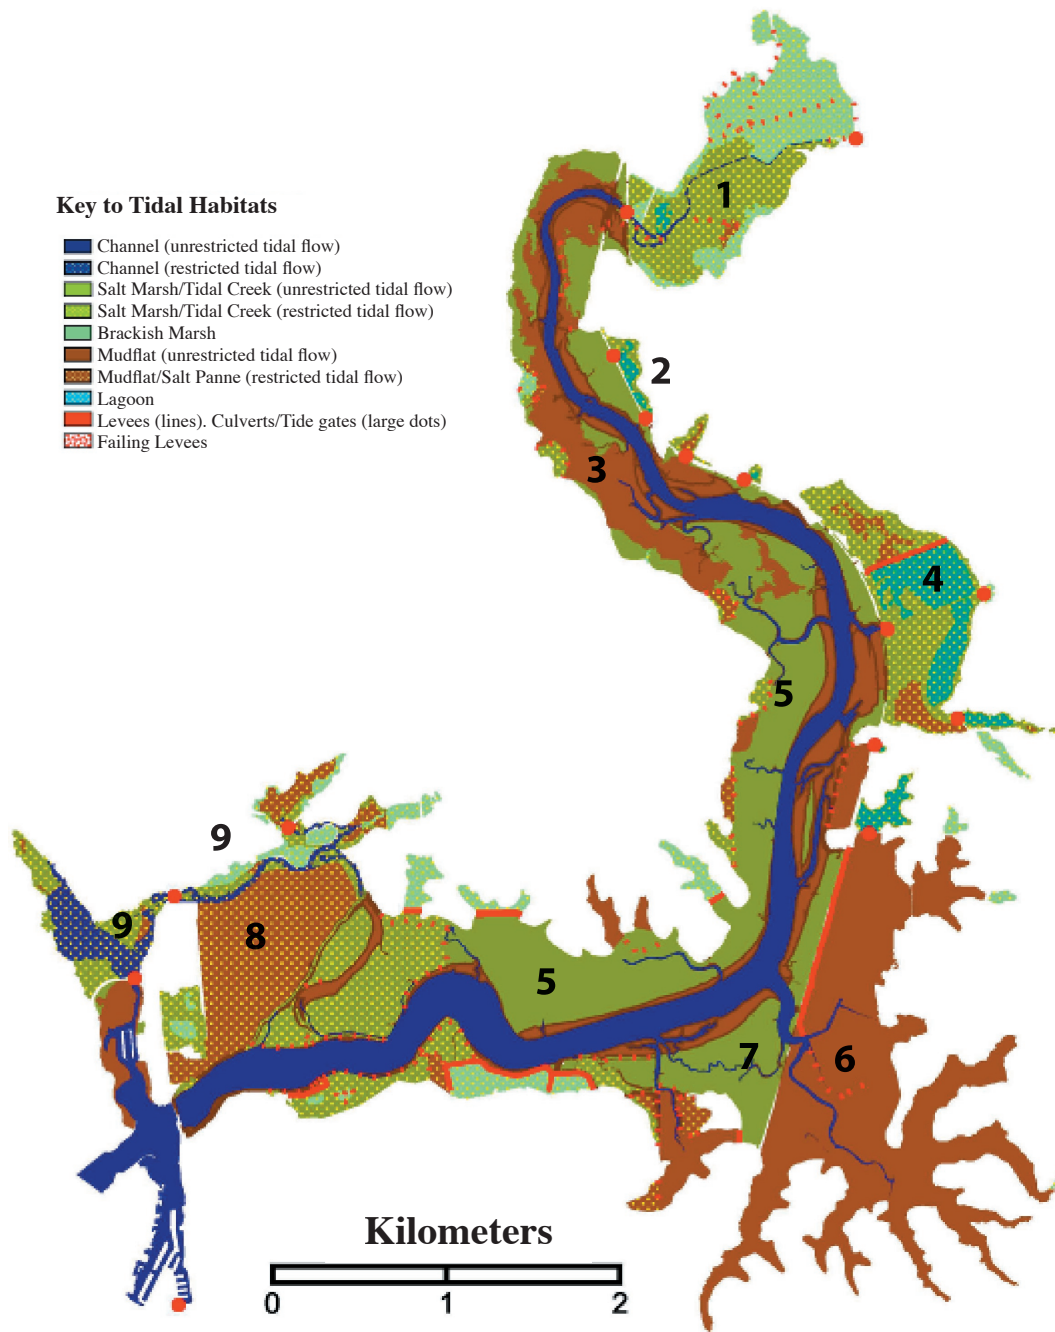 1
Key to Tidal Habitats
Channel (unrestricted tidal flow)
Channel (restricted tidal flow)
Salt Marsh/Tidal Creek (unrestricted tidal flow)
Salt Marsh/Tidal Creek (restricted tidal flow)
Brackish Marsh
Mudflat (unrestricted tidal flow)
Mudflat/Salt Panne (restricted tidal flow)
Lagoon
Levees (lines). Culverts/Tide gates (large dots)
Failing Levees
2
3
4
5
9
9
8
5
7
6
Kilometers
0 1 2